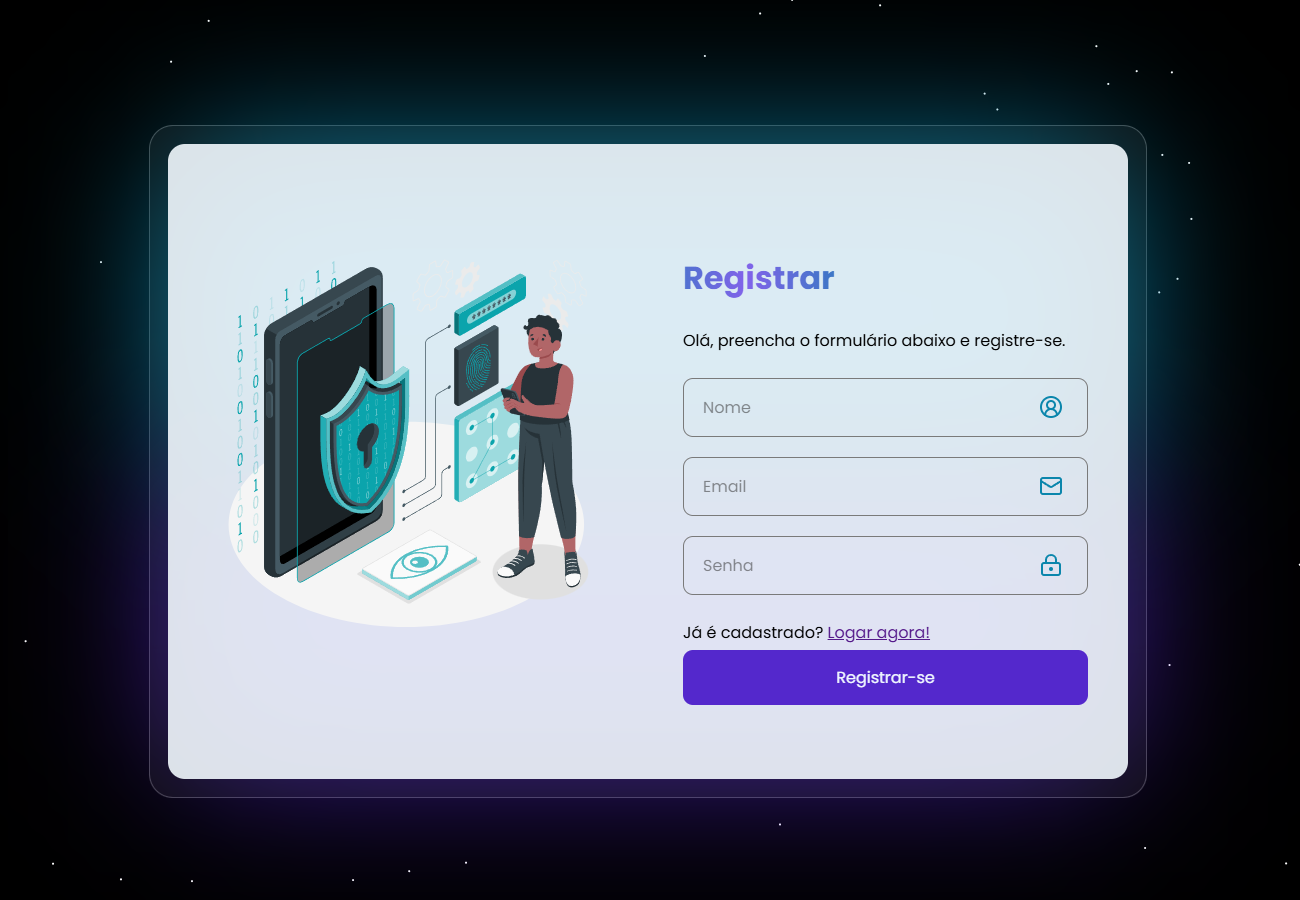 Registrar
Olá, preencha o formulário abaixo e registre-se.
Nome
Email
Senha
Já é cadastrado? Logar agora!
Registrar-se